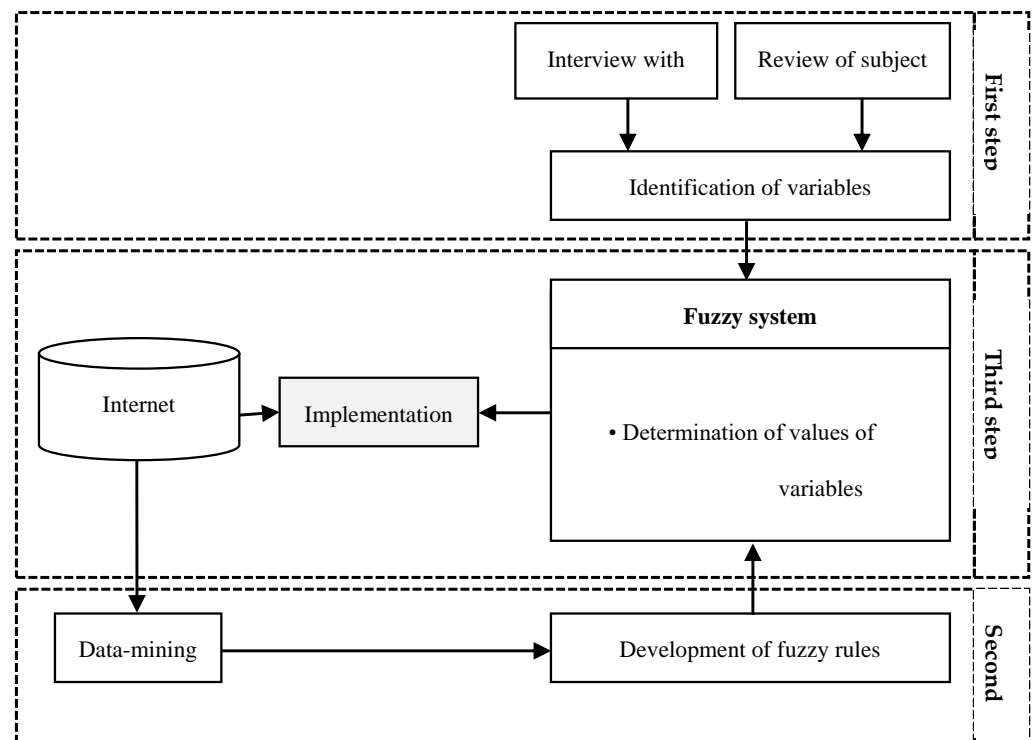 Interview with
Review of subject
First step
Identification of variables
Fuzzy system
Third step
Internet
Implementation
• Determination of values of
variables
Data-mining
Development of fuzzy rules
Second